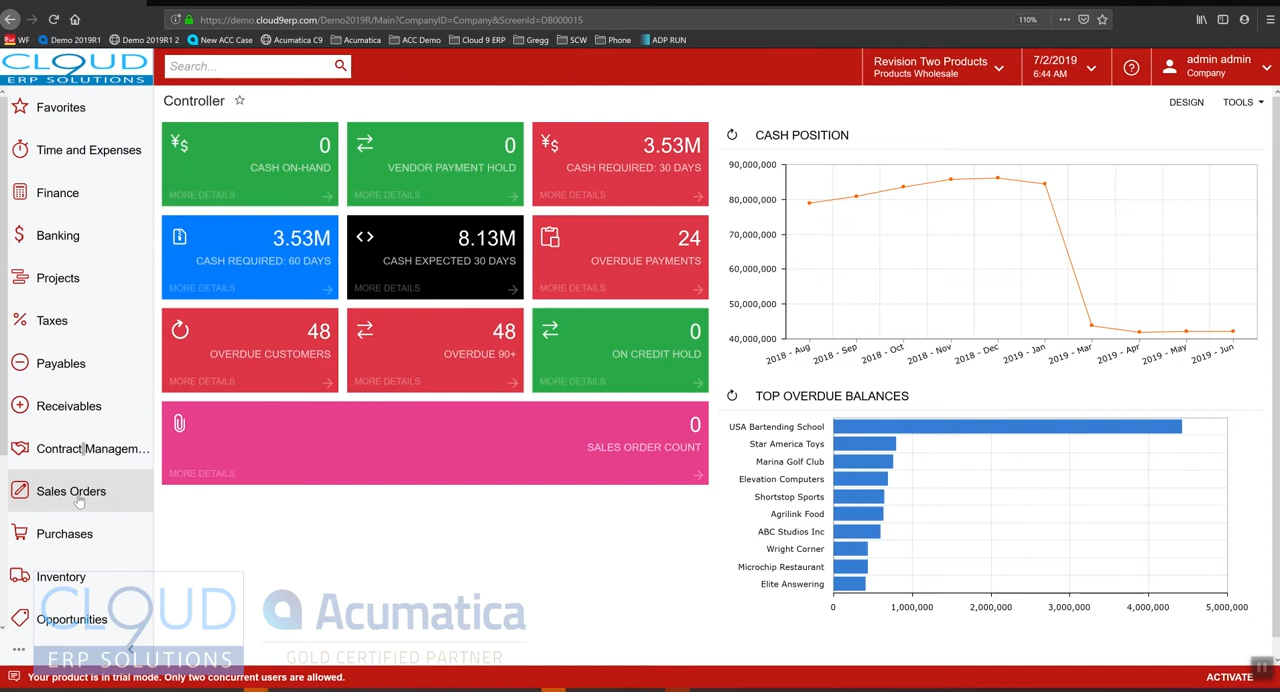 https://demo.cloud9erp.com/Demo2019R/Main?CompanyID=Company&ScreenId=DB000015
110%
WF
Demo 2019R1
Demo 2019R1 2
New ACC Case
Acumatica C9
Acumatica
ACC Demo
Cloud 9 ERP
Gregg
SCW
Phone
ADP RUN
CLOUD
ERP SOLUTIONS
Search...
Revision Two Products
Products Wholesale
7/2/2019
6:44 AM
admin admin
Company
Favorites
Time and Expenses
Finance
Banking
Projects
Taxes
Payables
Receivables
Contract Managem...
Sales Orders
Purchases
Inventory
Opportunities
Controller
DESIGN
TOOLS
0
CASH ON-HAND
MORE DETAILS
0
VENDOR PAYMENT HOLD
MORE DETAILS
3.53M
CASH REQUIRED: 30 DAYS
MORE DETAILS
3.53M
CASH REQUIRED: 60 DAYS
MORE DETAILS
8.13M
CASH EXPECTED 30 DAYS
MORE DETAILS
24
OVERDUE PAYMENTS
MORE DETAILS
48
OVERDUE CUSTOMERS
MORE DETAILS
48
OVERDUE 90+
MORE DETAILS
0
ON CREDIT HOLD
MORE DETAILS
0
SALES ORDER COUNT
MORE DETAILS
CASH POSITION
90,000,000
80,000,000
70,000,000
60,000,000
50,000,000
40,000,000
2018 - Aug
2018 - Sep
2018 - Oct
2018 - Nov
2018 - Dec
2019 - Jan
2019 - Mar
2019 - Apr
2019 - May
2019 - Jun
TOP OVERDUE BALANCES
USA Bartending School
Star America Toys
Marina Golf Club
Elevation Computers
Shortstop Sports
Agrilink Food
ABC Studios Inc
Wright Corner
Microchip Restaurant
Elite Answering
0
1,000,000
2,000,000
3,000,000
4,000,000
5,000,000
CLOUD
ERP SOLUTIONS
Acumatica
GOLD CERTIFIED PARTNER
Your product is in trial mode. Only two concurrent users are allowed.
ACTIVATE